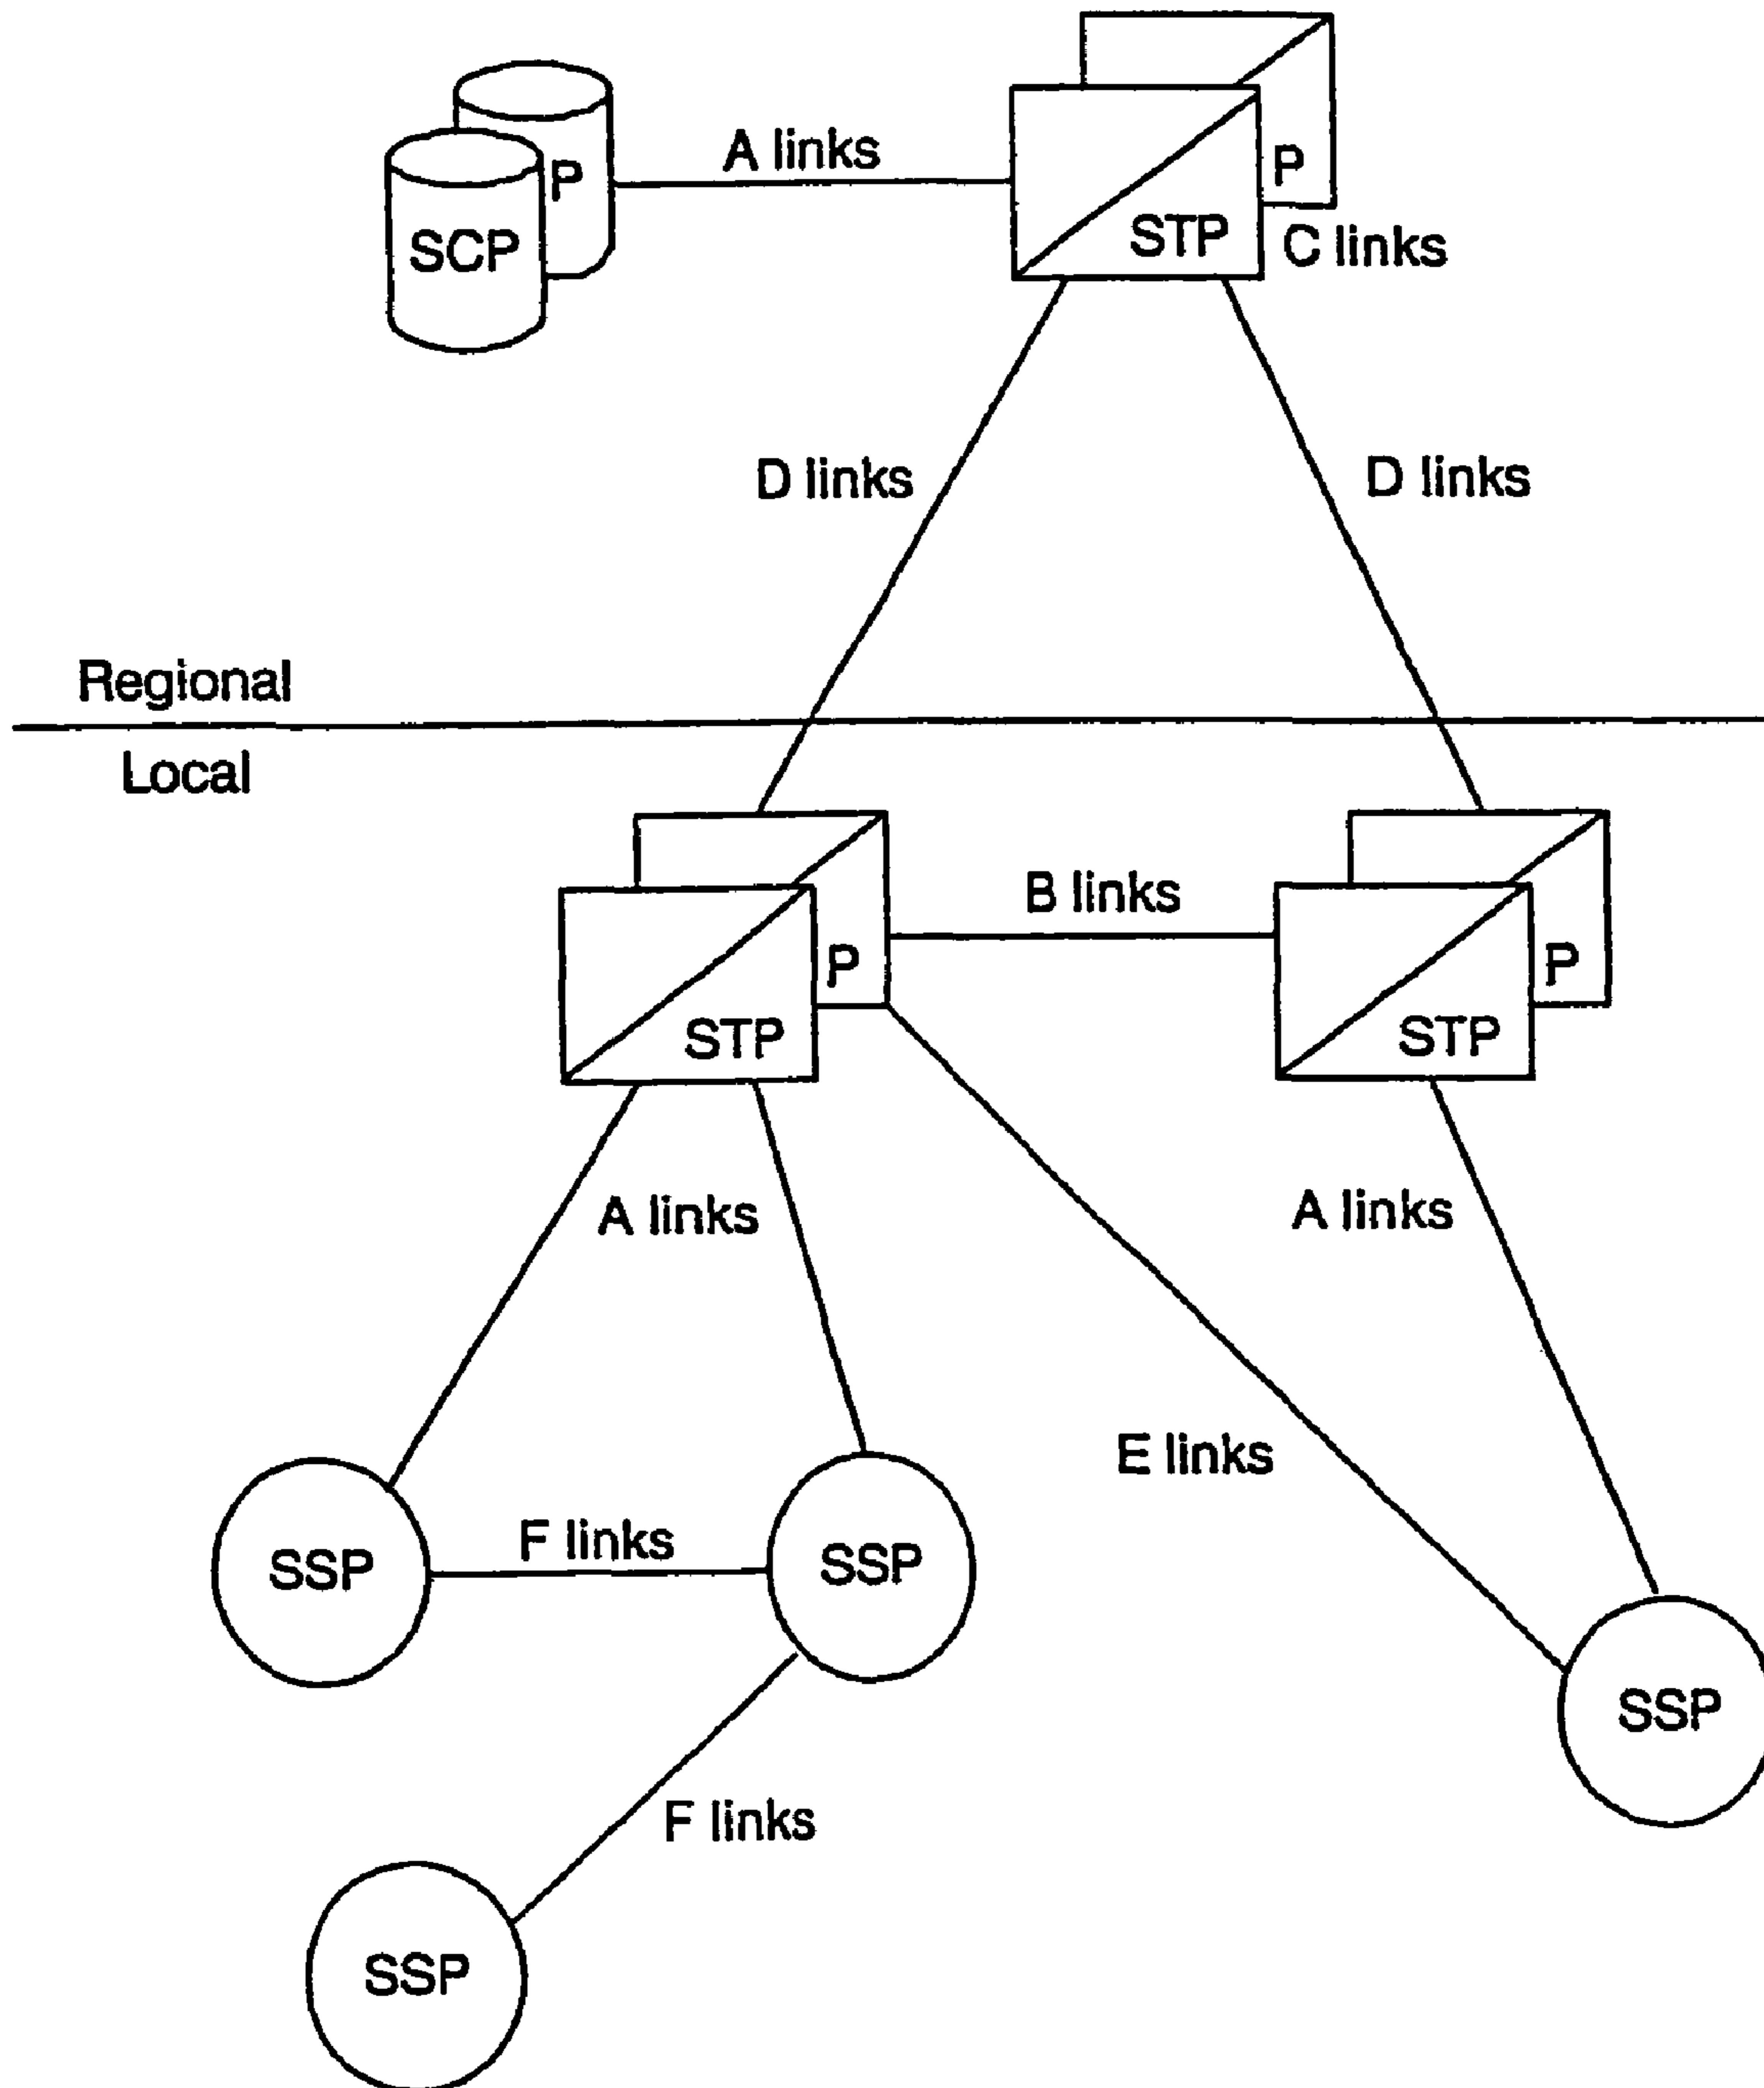 A links
P
SCP
P
STP
C links
D links
D links
Regional
Local
B links
P
STP
P
STP
A links
A links
E links
F links
SSP
SSP
SSP
F links
SSP